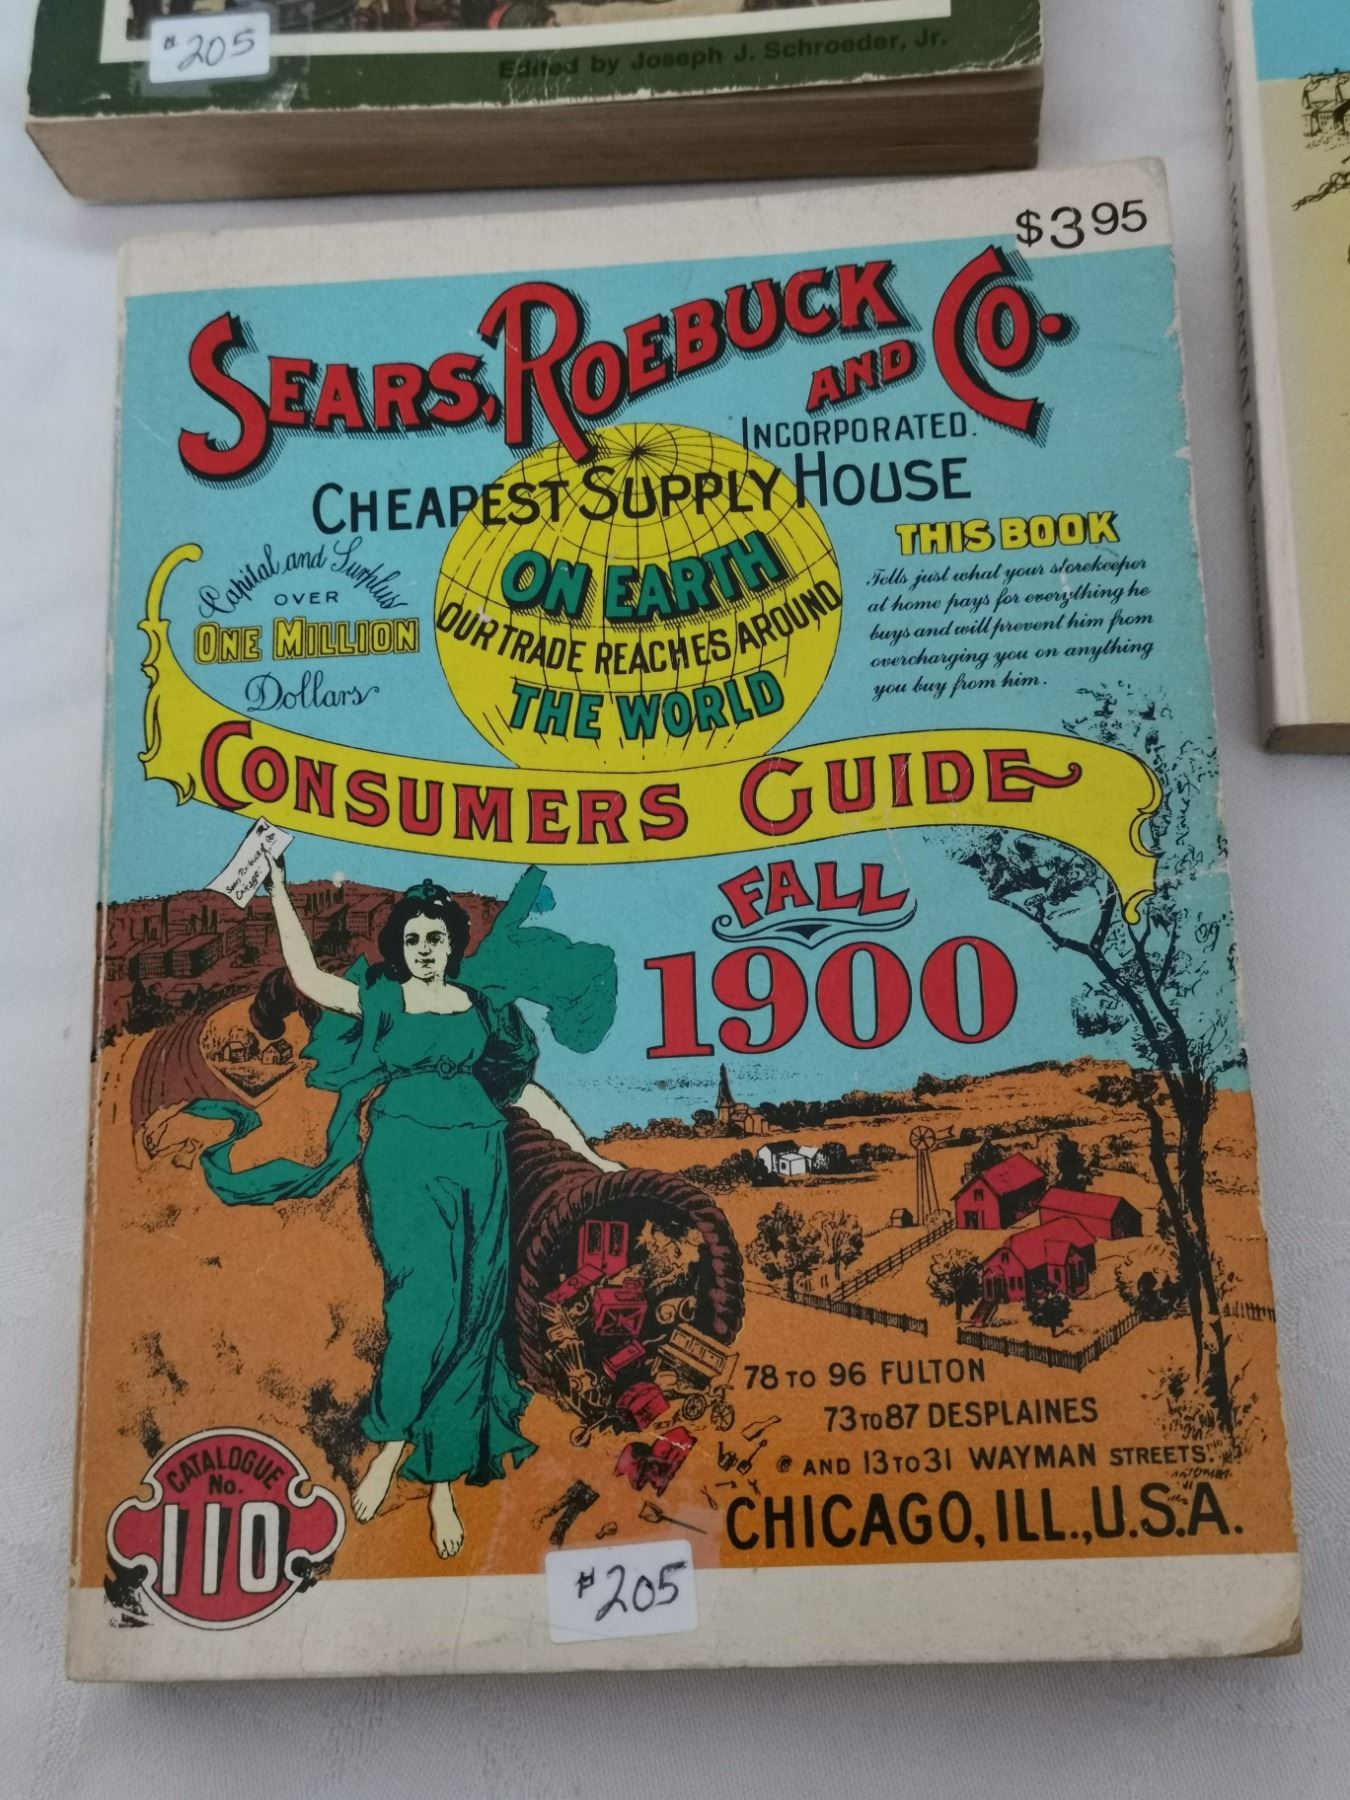 #205
Edited by Joseph J. Schroeder, Jr.
$3.95
SEARS, ROEBUCK AND CO.
INCORPORATED.
CHEAPEST SUPPLY HOUSE
ON EARTH
OUR TRADE REACHES AROUND
THE WORLD
Capital and Surplus
OVER
ONE MILLION
Dollars
THIS BOOK
Tells just what your storekeeper
at home pays for everything he
buys and will prevent him from
overcharging you on anything
you buy from him.
CONSUMERS GUIDE
FALL
1900
78 TO 96 FULTON
73 TO 87 DESPLAINES
AND 13 TO 31 WAYMAN STREETS.
CHICAGO, ILL., U.S.A.
CATALOGUE
No.
110
#205